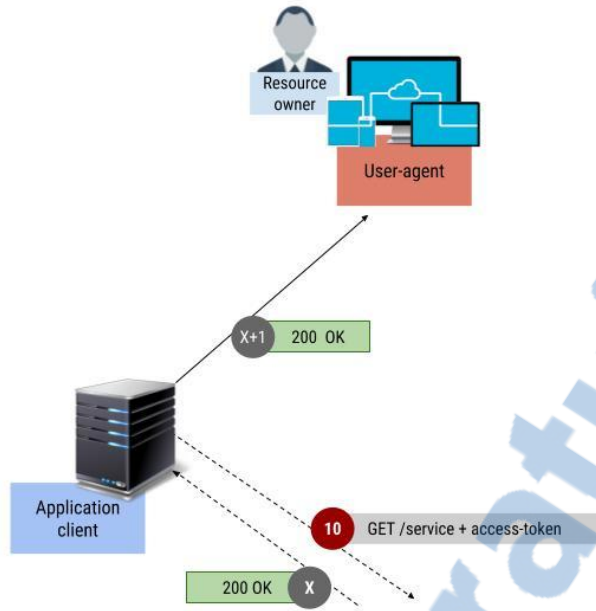 Resource
owner
User-agent
X+1 200 OK
Application
client
10 GET /service + access-token
200 OK X